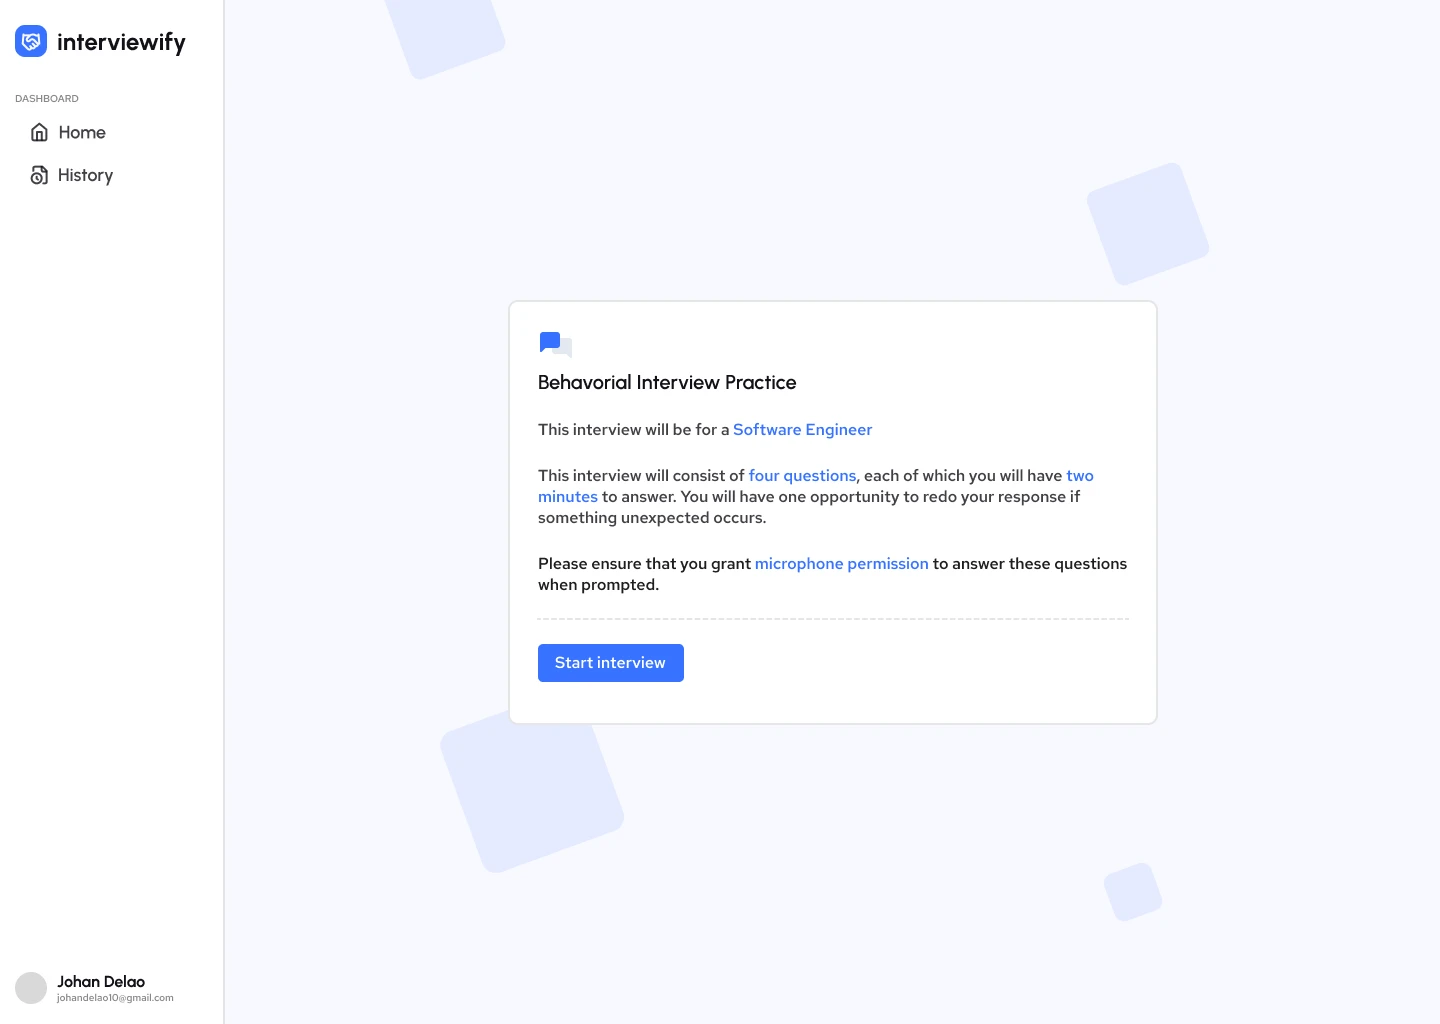 interviewify
DASHBOARD
Home
History
Behavorial Interview Practice
This interview will be for a Software Engineer
This interview will consist of four questions, each of which you will have two
minutes to answer. You will have one opportunity to redo your response if
something unexpected occurs.
Please ensure that you grant microphone permission to answer these questions
when prompted.
Start interview
Johan Delao
johandelao10@gmail.com